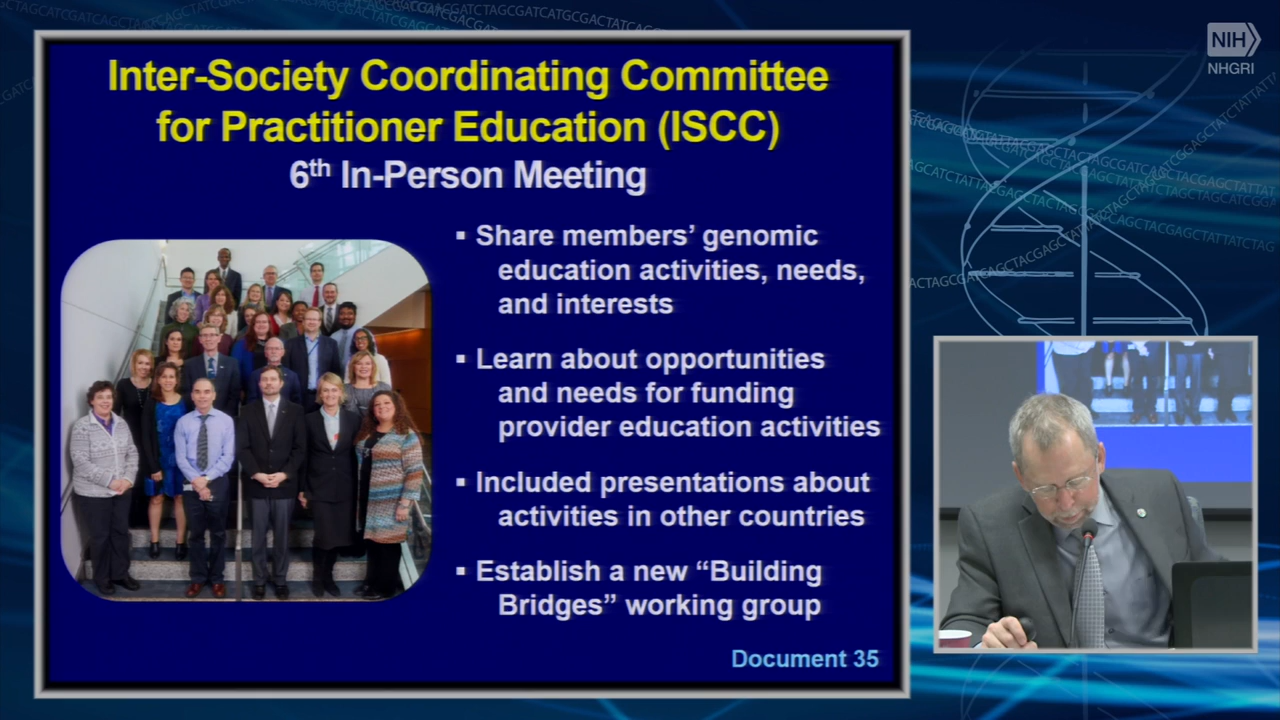 Inter-Society Coordinating Committee
for Practitioner Education (ISCC)
6th In-Person Meeting
▪ Share members' genomic
education activities, needs,
and interests
▪ Learn about opportunities
and needs for funding
provider education activities
▪ Included presentations about
activities in other countries
▪ Establish a new “Building
Bridges” working group
Document 35
NIH
NHGRI